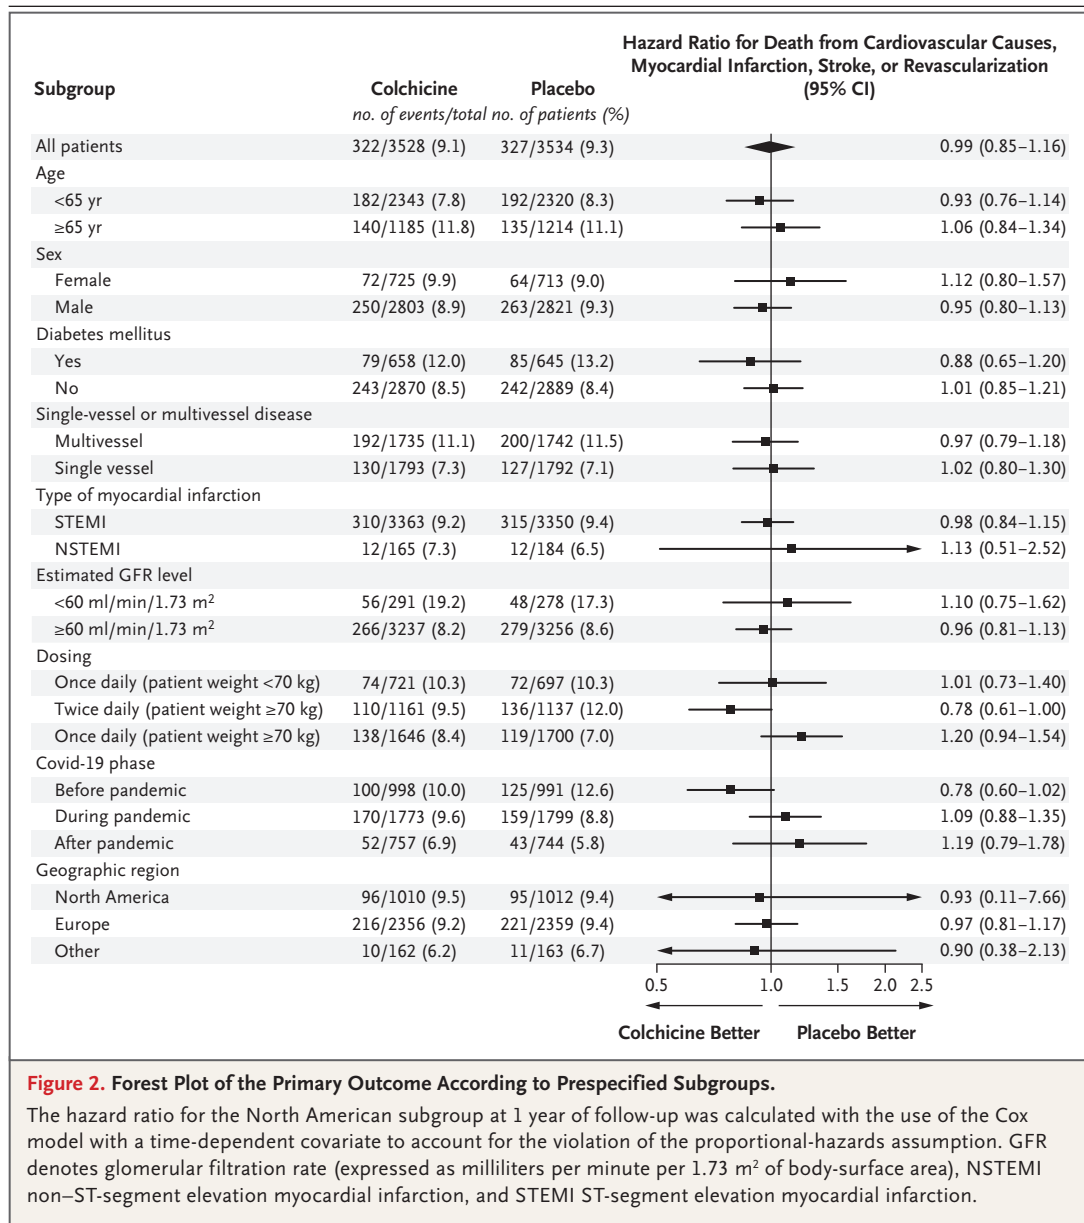 Hazard Ratio for Death from Cardiovascular Causes,
Myocardial Infarction, Stroke, or Revascularization
Subgroup Colchicine Placebo (95% CI)
no. of events/total no. of patients (%)
All patients 322/3528 (9.1) 327/3534 (9.3) 0.99 (0.85–1.16)
Age
<65 yr 182/2343 (7.8) 192/2320 (8.3) 0.93 (0.76–1.14)
≥65 yr 140/1185 (11.8) 135/1214 (11.1) 1.06 (0.84–1.34)
Sex
Female 72/725 (9.9) 64/713 (9.0) 1.12 (0.80–1.57)
Male 250/2803 (8.9) 263/2821 (9.3) 0.95 (0.80–1.13)
Diabetes mellitus
Yes 79/658 (12.0) 85/645 (13.2) 0.88 (0.65–1.20)
No 243/2870 (8.5) 242/2889 (8.4) 1.01 (0.85–1.21)
Single-vessel or multivessel disease
Multivessel 192/1735 (11.1) 200/1742 (11.5) 0.97 (0.79–1.18)
Single vessel 130/1793 (7.3) 127/1792 (7.1) 1.02 (0.80–1.30)
Type of myocardial infarction
STEMI 310/3363 (9.2) 315/3350 (9.4) 0.98 (0.84–1.15)
NSTEMI 12/165 (7.3) 12/184 (6.5) 1.13 (0.51–2.52)
Estimated GFR level
<60 ml/min/1.73 m² 56/291 (19.2) 48/278 (17.3) 1.10 (0.75–1.62)
≥60 ml/min/1.73 m² 266/3237 (8.2) 279/3256 (8.6) 0.96 (0.81–1.13)
Dosing
Once daily (patient weight <70 kg) 74/721 (10.3) 72/697 (10.3) 1.01 (0.73–1.40)
Twice daily (patient weight ≥70 kg) 110/1161 (9.5) 136/1137 (12.0) 0.78 (0.61–1.00)
Once daily (patient weight ≥70 kg) 138/1646 (8.4) 119/1700 (7.0) 1.20 (0.94–1.54)
Covid-19 phase
Before pandemic 100/998 (10.0) 125/991 (12.6) 0.78 (0.60–1.02)
During pandemic 170/1773 (9.6) 159/1799 (8.8) 1.09 (0.88–1.35)
After pandemic 52/757 (6.9) 43/744 (5.8) 1.19 (0.79–1.78)
Geographic region
North America 96/1010 (9.5) 95/1012 (9.4) 0.93 (0.11–7.66)
Europe 216/2356 (9.2) 221/2359 (9.4) 0.97 (0.81–1.17)
Other 10/162 (6.2) 11/163 (6.7) 0.90 (0.38–2.13)
0.5 1.0 1.5 2.0 2.5
Colchicine Better Placebo Better
Figure 2. Forest Plot of the Primary Outcome According to Prespecified Subgroups.
The hazard ratio for the North American subgroup at 1 year of follow-up was calculated with the use of the Cox
model with a time-dependent covariate to account for the violation of the proportional-hazards assumption. GFR
denotes glomerular filtration rate (expressed as milliliters per minute per 1.73 m² of body-surface area), NSTEMI
non–ST-segment elevation myocardial infarction, and STEMI ST-segment elevation myocardial infarction.